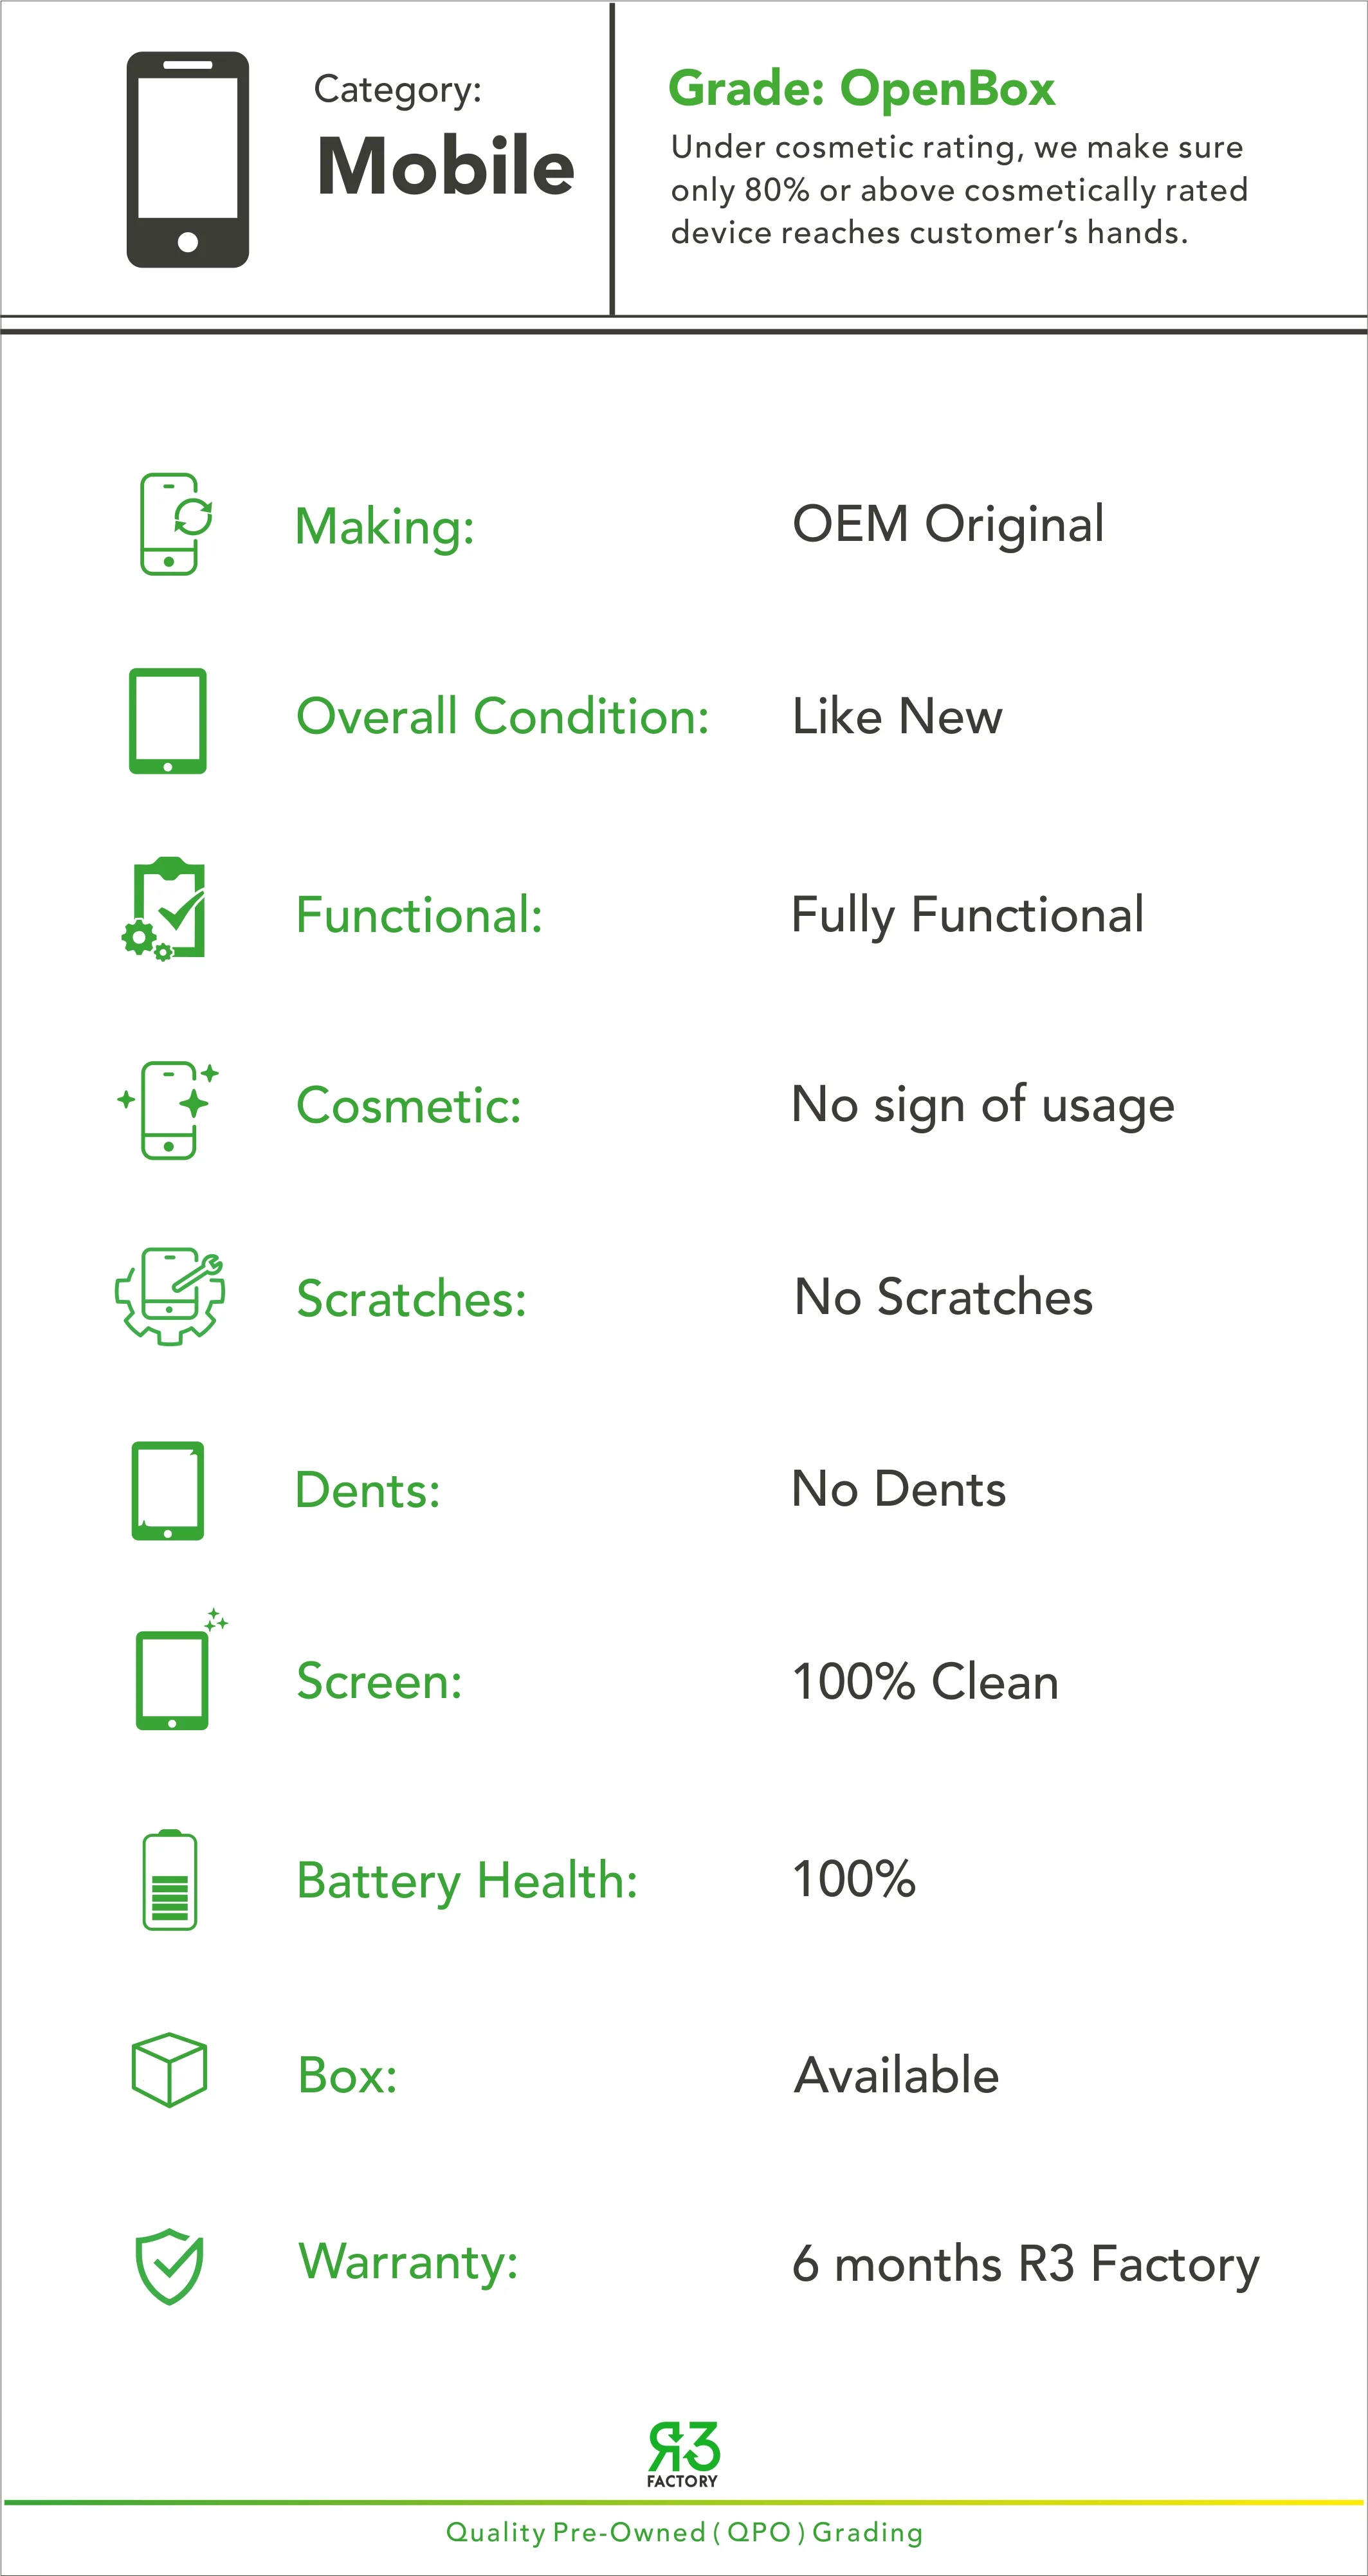 Category:
Mobile
Grade: OpenBox
Under cosmetic rating, we make sure
only 80% or above cosmetically rated
device reaches customer’s hands.
Making: OEM Original
Overall Condition: Like New
Functional: Fully Functional
Cosmetic: No sign of usage
Scratches: No Scratches
Dents: No Dents
Screen: 100% Clean
Battery Health: 100%
Box: Available
Warranty: 6 months R3 Factory
R3
FACTORY
Quality Pre-Owned ( QPO ) Grading